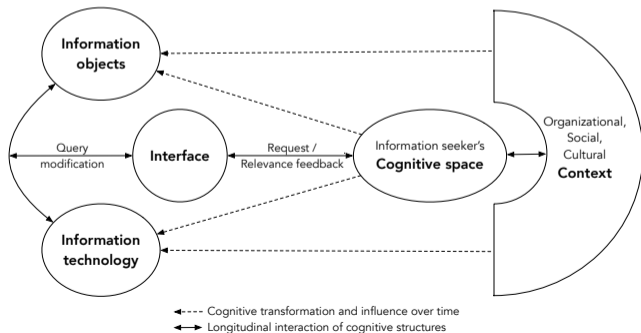 Information
objects
Query
modification
Interface
Request /
Relevance feedback
Information seeker's
Cognitive space
Organizational,
Social,
Cultural
Context
Information
technology
Cognitive transformation and influence over time
Longitudinal interaction of cognitive structures